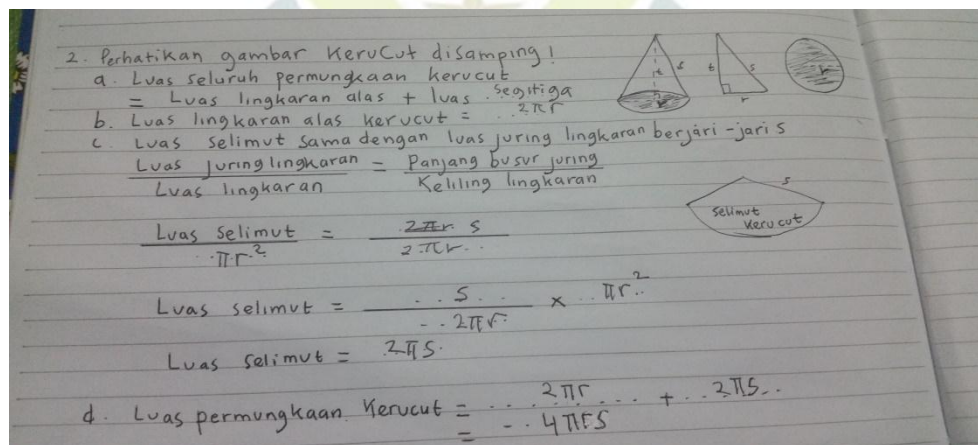 2. Perhatikan gambar KeruCut disamping!
a. Luas seluruh permungkaan kerucut
= Luas lingkaran alas + luas segitiga
b. Luas lingkaran alas kerucut = ..2πr
c. Luas selimut sama dengan luas juring lingkaran berjari-jari s
Luas juring lingkaran / Luas lingkaran = Panjang busur juring / Keliling lingkaran
Luas selimut / ..πr² = 2πr s / 2πr..
Luas selimut = ..s.. / ..2πr. × ..πr²..
Luas selimut = 2πs.
d. Luas permungkaan kerucut = ..2πr... + ..2πs..
= ..4πrs
t s r
t s r
r
s
selimut
kerucut